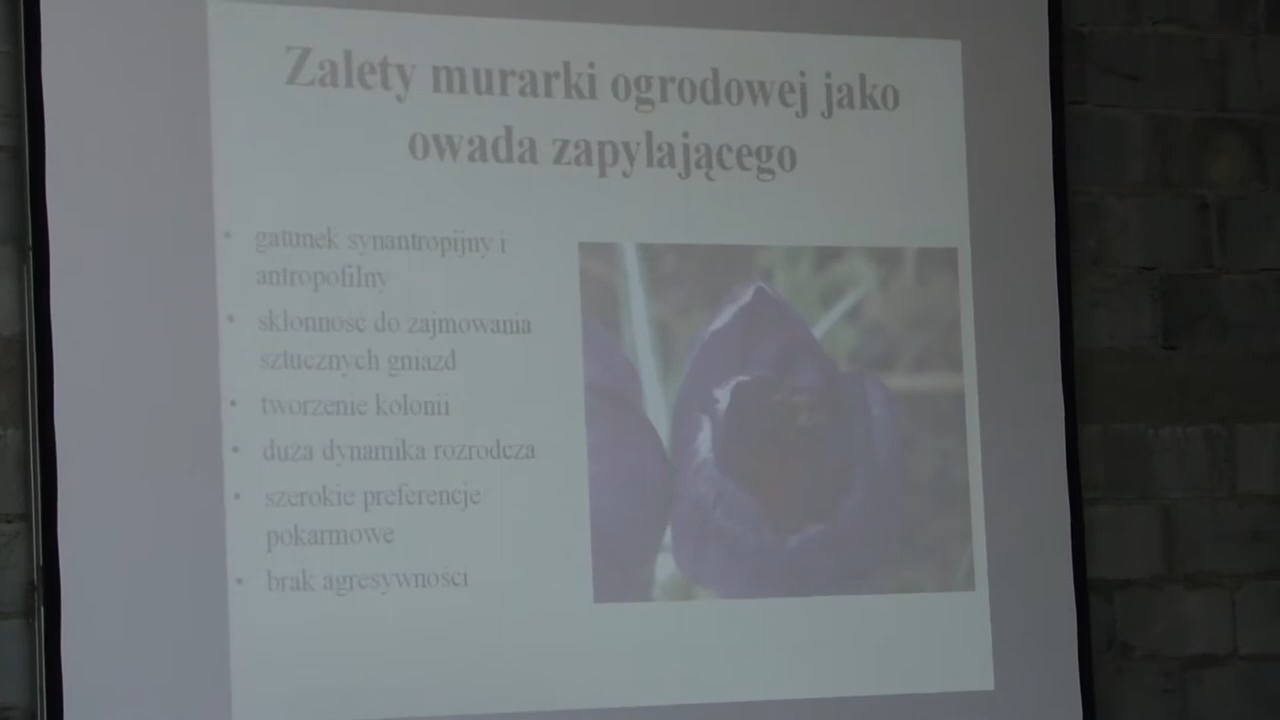 Zalety murarki ogrodowej jako
owada zapylającego
• gatunek synantropijny i
antropofilny
• skłonność do zajmowania
sztucznych gniazd
• tworzenie kolonii
• duża dynamika rozrodcza
• szerokie preferencje
pokarmowe
• brak agresywności